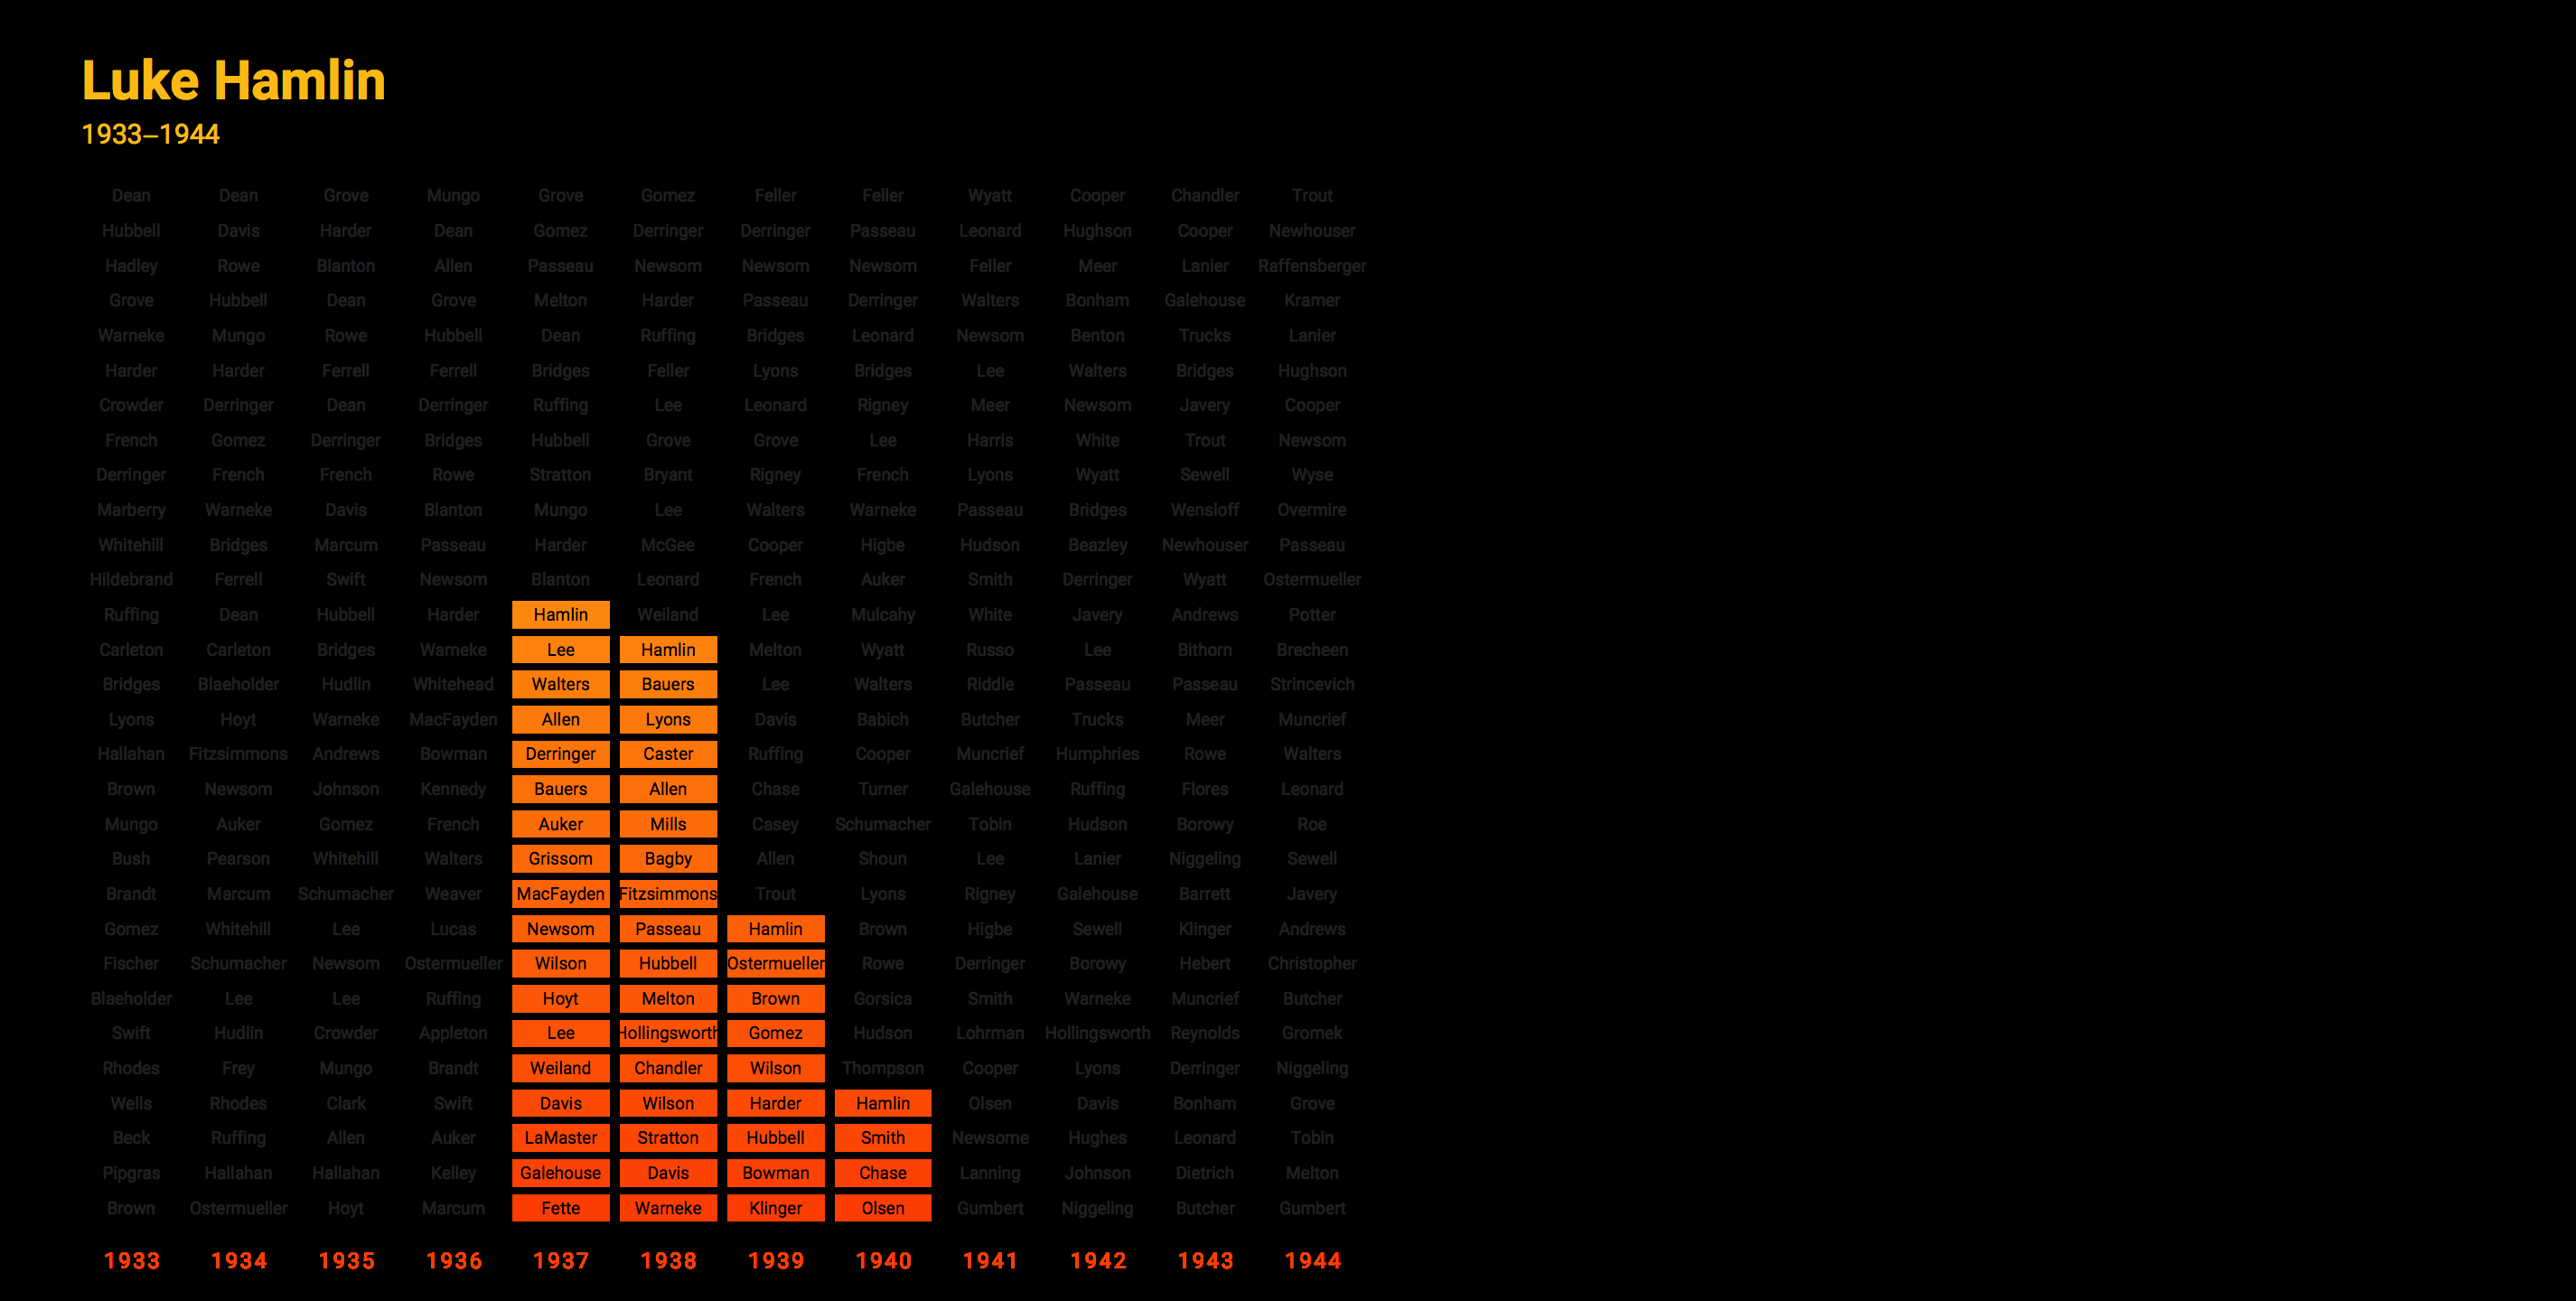 Luke Hamlin
1933–1944
Dean Dean Grove Mungo Grove Gomez Feller Feller Wyatt Cooper Chandler Trout
Hubbell Davis Harder Dean Gomez Derringer Derringer Passeau Leonard Hughson Cooper Newhouser
Hadley Rowe Blanton Allen Passeau Newsom Newsom Newsom Feller Meer Lanier Raffensberger
Grove Hubbell Dean Grove Melton Harder Passeau Derringer Walters Bonham Galehouse Kramer
Warneke Mungo Rowe Hubbell Dean Ruffing Bridges Leonard Newsom Benton Trucks Lanier
Harder Harder Ferrell Ferrell Bridges Feller Lyons Bridges Lee Walters Bridges Hughson
Crowder Derringer Dean Derringer Ruffing Lee Leonard Rigney Meer Newsom Javery Cooper
French Gomez Derringer Bridges Hubbell Grove Grove Lee Harris White Trout Newsom
Derringer French French Rowe Stratton Bryant Rigney French Lyons Wyatt Sewell Wyse
Marberry Warneke Davis Blanton Mungo Lee Walters Warneke Passeau Bridges Wensloff Overmire
Whitehill Bridges Marcum Passeau Harder McGee Cooper Higbe Hudson Beazley Newhouser Passeau
Hildebrand Ferrell Swift Newsom Blanton Leonard French Auker Smith Derringer Wyatt Ostermueller
Ruffing Dean Hubbell Harder Hamlin Weiland Lee Mulcahy White Javery Andrews Potter
Carleton Carleton Bridges Warneke Lee Hamlin Melton Wyatt Russo Lee Bithorn Brecheen
Bridges Blaeholder Hudlin Whitehead Walters Bauers Lee Walters Riddle Passeau Passeau Strincevich
Lyons Hoyt Warneke MacFayden Allen Lyons Davis Babich Butcher Trucks Meer Muncrief
Hallahan Fitzsimmons Andrews Bowman Derringer Caster Ruffing Cooper Muncrief Humphries Rowe Walters
Brown Newsom Johnson Kennedy Bauers Allen Chase Turner Galehouse Ruffing Flores Leonard
Mungo Auker Gomez French Auker Mills Casey Schumacher Tobin Hudson Borowy Roe
Bush Pearson Whitehill Walters Grissom Bagby Allen Shoun Lee Lanier Niggeling Sewell
Brandt Marcum Schumacher Weaver MacFayden Fitzsimmons Trout Lyons Rigney Galehouse Barrett Javery
Gomez Whitehill Lee Lucas Newsom Passeau Hamlin Brown Higbe Sewell Klinger Andrews
Fischer Schumacher Newsom Ostermueller Wilson Hubbell Ostermueller Rowe Derringer Borowy Hebert Christopher
Blaeholder Lee Lee Ruffing Hoyt Melton Brown Gorsica Smith Warneke Muncrief Butcher
Swift Hudlin Crowder Appleton Lee Hollingsworth Gomez Hudson Lohrman Hollingsworth Reynolds Gromek
Rhodes Frey Mungo Brandt Weiland Chandler Wilson Thompson Cooper Lyons Derringer Niggeling
Wells Rhodes Clark Swift Davis Wilson Harder Hamlin Olsen Davis Bonham Grove
Beck Ruffing Allen Auker LaMaster Stratton Hubbell Smith Newsome Hughes Leonard Tobin
Pipgras Hallahan Hallahan Kelley Galehouse Davis Bowman Chase Lanning Johnson Dietrich Melton
Brown Ostermueller Hoyt Marcum Fette Warneke Klinger Olsen Gumbert Niggeling Butcher Gumbert
1933 1934 1935 1936 1937 1938 1939 1940 1941 1942 1943 1944